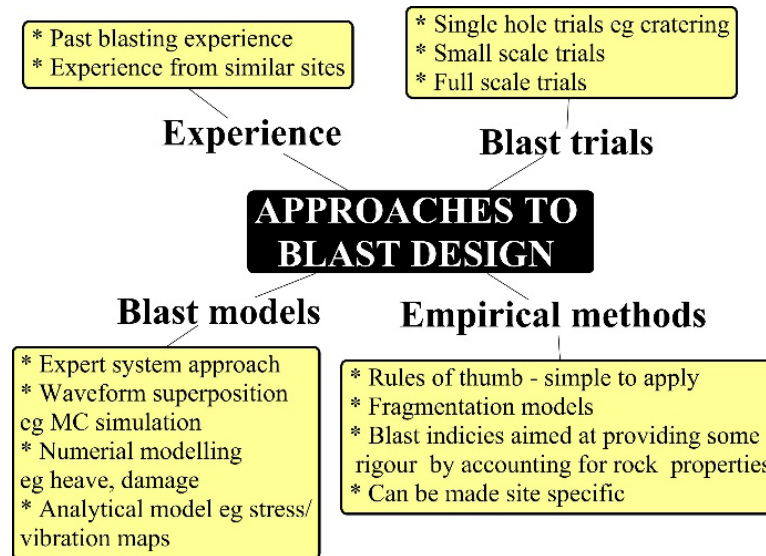 * Past blasting experience
* Experience from similar sites
* Single hole trials eg cratering
* Small scale trials
* Full scale trials
Experience
Blast trials
APPROACHES TO
BLAST DESIGN
Blast models
Empirical methods
* Expert system approach
* Waveform superposition
eg MC simulation
* Numerial modelling
eg heave, damage
* Analytical model eg stress/
vibration maps
* Rules of thumb - simple to apply
* Fragmentation models
* Blast indicies aimed at providing some
rigour by accounting for rock properties
* Can be made site specific